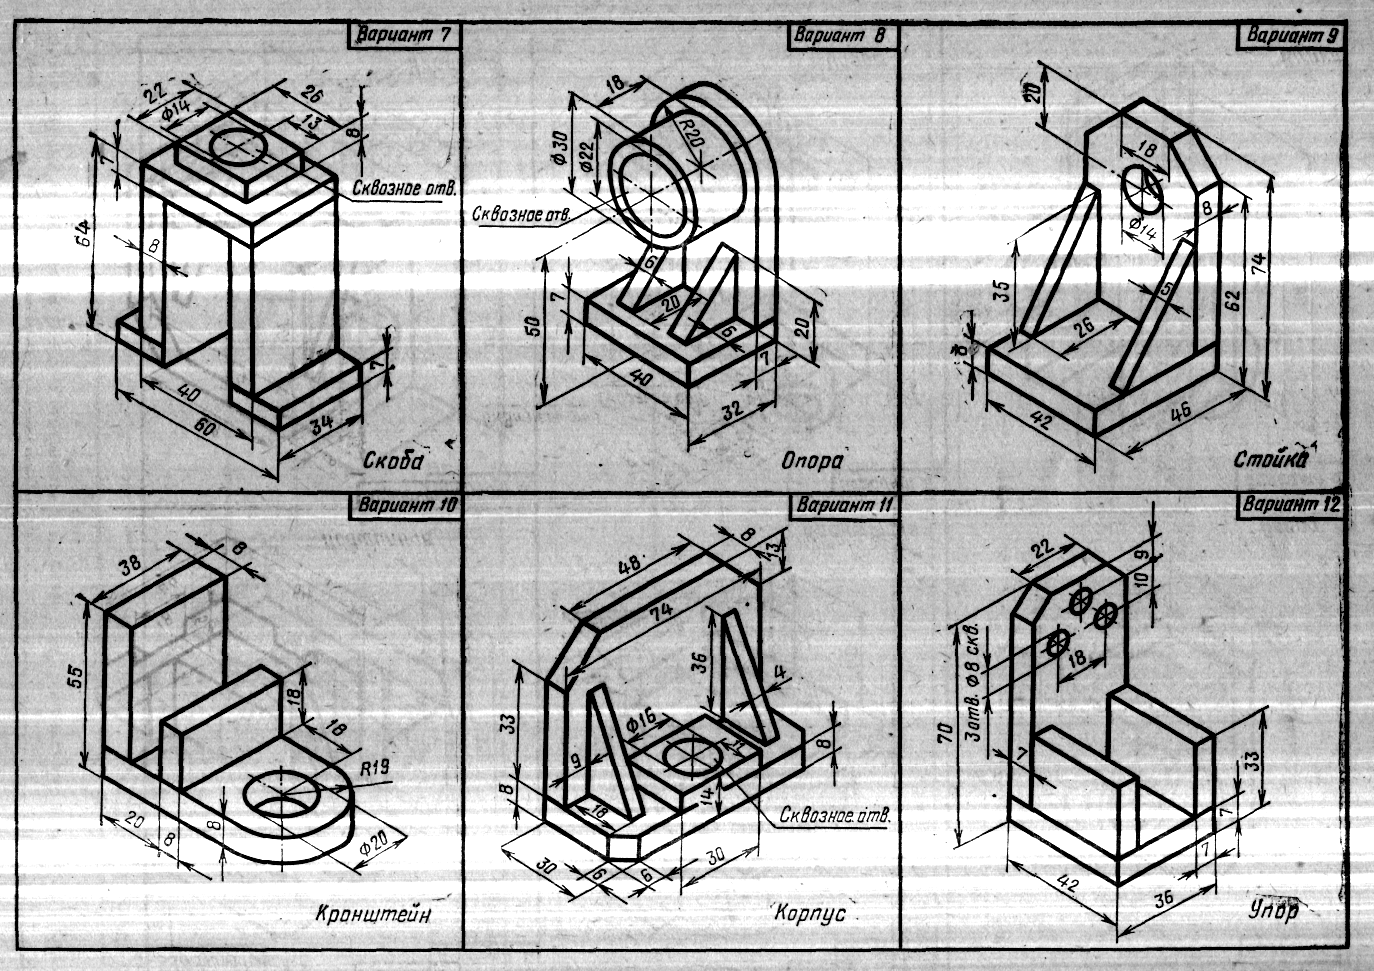 Вариант 7
22
Ф14
26
13
8
7
Сквозное отв.
64
8
7
40
60
34
Скоба
Вариант 8
18
Ф30
Ф22
R20
Сквозное отв.
6
20
7
50
6
20
7
40
32
Опора
Вариант 9
20
18
Ф14
8
35
5
74
62
26
8
42
46
Стойка
Вариант 10
38
8
55
18
18
R19
20
8
8
Ф20
Кронштейн
Вариант 11
48
8
13
74
36
4
33
Ф16
9
8
8
18
14
Сквозное отв.
30
6
6
30
Корпус
Вариант 12
22
9
10
3 отв. Ф8 скв.
18
70
7
33
7
7
42
36
Упор